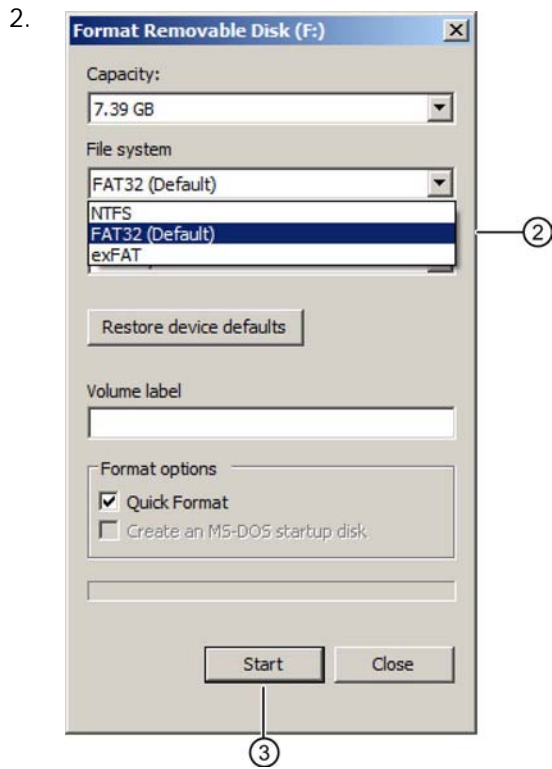 2.
Format Removable Disk (F:)
Capacity:
7.39 GB
File system
FAT32 (Default)
NTFS
FAT32 (Default)
exFAT
②
Restore device defaults
Volume label
Format options
Quick Format
Create an MS-DOS startup disk
Start Close
③